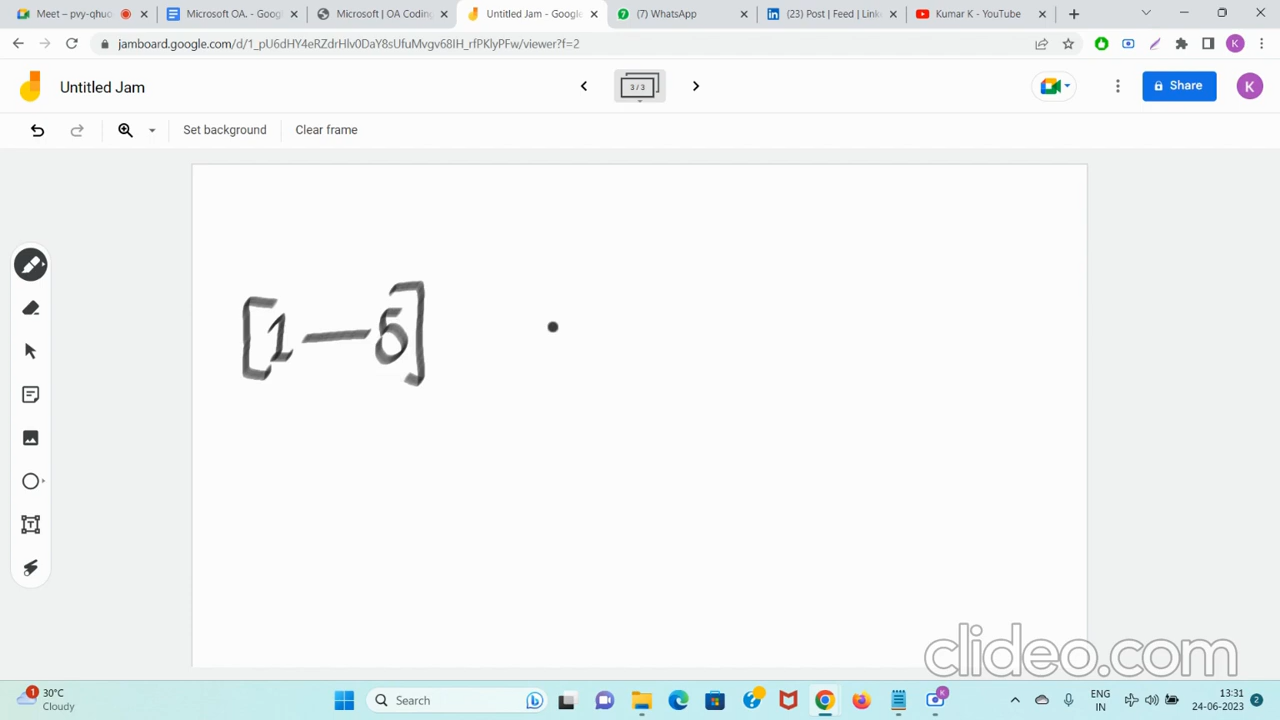 Meet – pvy-qhuo
Microsoft OA. - Goog
Microsoft | OA Coding
Untitled Jam - Google
(7) WhatsApp
(23) Post | Feed | Linke
Kumar K - YouTube
jamboard.google.com/d/1_pU6dHY4eRZdrHlv0DaY8sUfuMvgv68IH_rfPKlyPFw/viewer?f=2
K
Untitled Jam
3 / 3
Share
K
Set background
Clear frame
[1 — 5]
clideo.com
1
30°C
Cloudy
Search
K
ENG
IN
13:31
24-06-2023